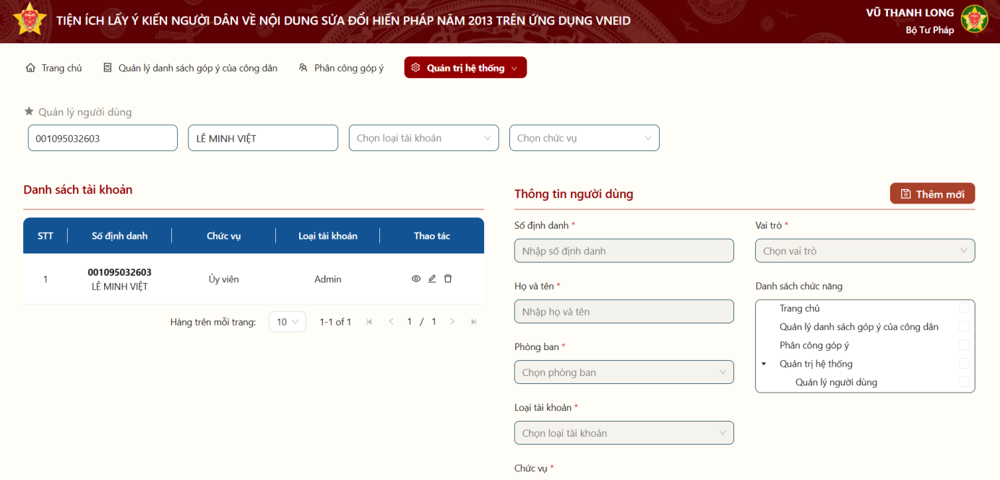 TIỆN ÍCH LẤY Ý KIẾN NGƯỜI DÂN VỀ NỘI DUNG SỬA ĐỔI HIẾN PHÁP NĂM 2013 TRÊN ỨNG DỤNG VNEID
VŨ THANH LONG
Bộ Tư Pháp
Trang chủ
Quản lý danh sách góp ý của công dân
Phân công góp ý
Quản trị hệ thống
Quản lý người dùng
001095032603
LÊ MINH VIỆT
Chọn loại tài khoản
Chọn chức vụ
Danh sách tài khoản
STT
Số định danh
Chức vụ
Loại tài khoản
Thao tác
1
001095032603
LÊ MINH VIỆT
Ủy viên
Admin
Hàng trên mỗi trang:
10
1-1 of 1
1 / 1
Thông tin người dùng
Thêm mới
Số định danh *
Nhập số định danh
Vai trò *
Chọn vai trò
Họ và tên *
Nhập họ và tên
Danh sách chức năng
Trang chủ
Quản lý danh sách góp ý của công dân
Phân công góp ý
Quản trị hệ thống
Quản lý người dùng
Phòng ban *
Chọn phòng ban
Loại tài khoản *
Chọn loại tài khoản
Chức vụ *